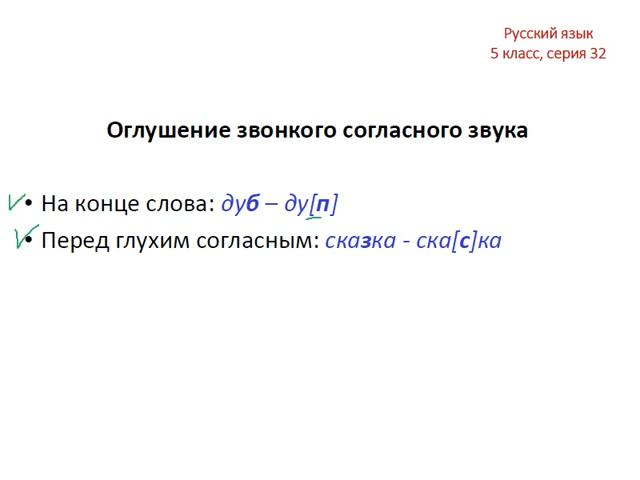 Русский язык
5 класс, серия 32
Оглушение звонкого согласного звука
• На конце слова: дуб – ду[п]
• Перед глухим согласным: сказка - ска[с]ка